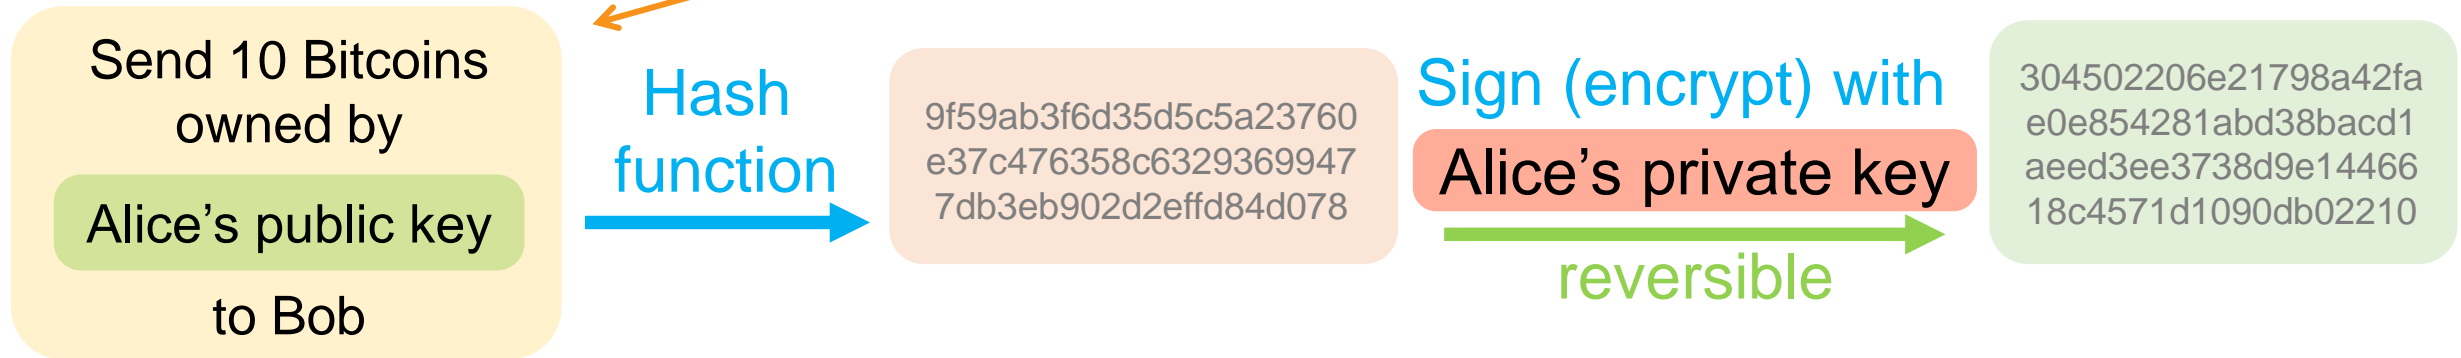 Send 10 Bitcoins
owned by
Alice's public key
to Bob
Hash
function
9f59ab3f6d35d5c5a23760
e37c476358c6329369947
7db3eb902d2effd84d078
Sign (encrypt) with
Alice's private key
reversible
304502206e21798a42fa
e0e854281abd38bacd1
aeed3ee3738d9e14466
18c4571d1090db02210